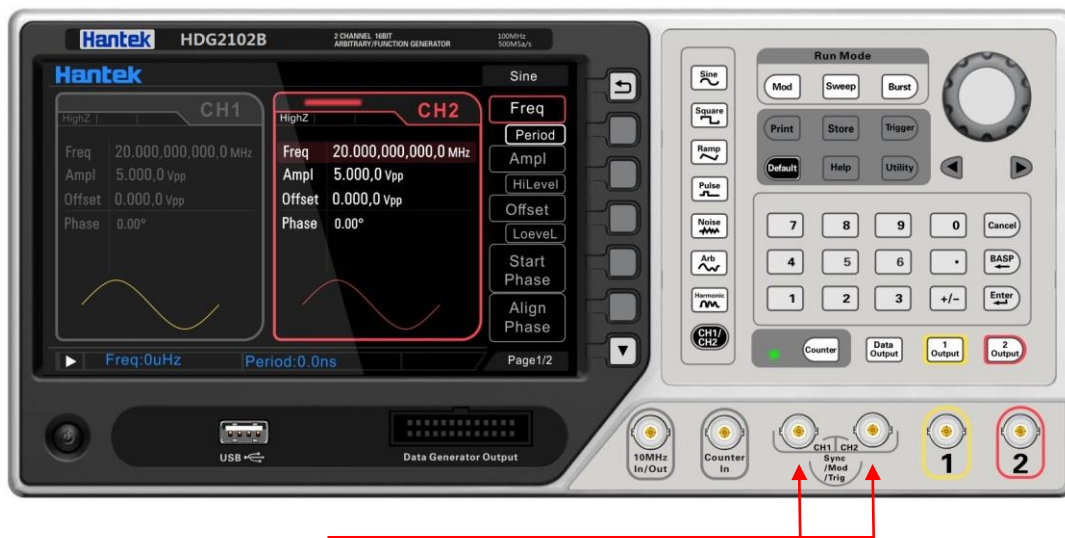 Hantek HDG2102B
2 CHANNEL 16BIT
ARBITRARY/FUNCTION GENERATOR
100MHz
500MSa/s
Hantek
CH1
HighZ
Freq 20.000,000,000,0 MHz
Ampl 5.000,0 Vpp
Offset 0.000,0 Vpp
Phase 0.00°
CH2
HighZ
Freq 20.000,000,000,0 MHz
Ampl 5.000,0 Vpp
Offset 0.000,0 Vpp
Phase 0.00°
Sine
Freq
Period
Ampl
HiLevel
Offset
LoeveL
Start
Phase
Align
Phase
Freq:0uHz Period:0.0ns Page1/2
Sine
Square
Ramp
Pulse
Noise
Arb
Harmonic
CH1/
CH2
Run Mode
Mod Sweep Burst
Print Store Trigger
Default Help Utility
7 8 9 0 Cancel
4 5 6 . BASP
1 2 3 +/- Enter
Counter
Data
Output
1
Output
2
Output
USB
Data Generator Output
10MHz
In/Out
Counter
In
CH1 CH2
Sync
/Mod
/Trig
1
2